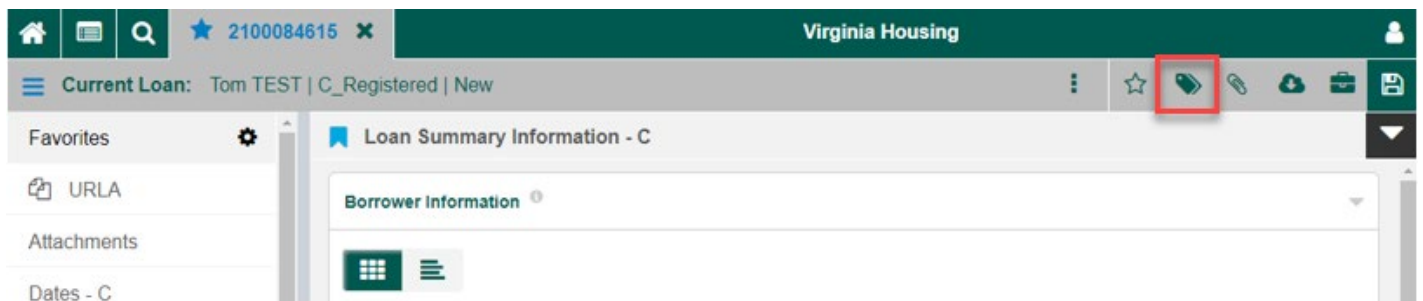 2100084615
Virginia Housing
Current Loan: Tom TEST | C_Registered | New
Favorites
Loan Summary Information - C
URLA
Borrower Information
Attachments
Dates - C